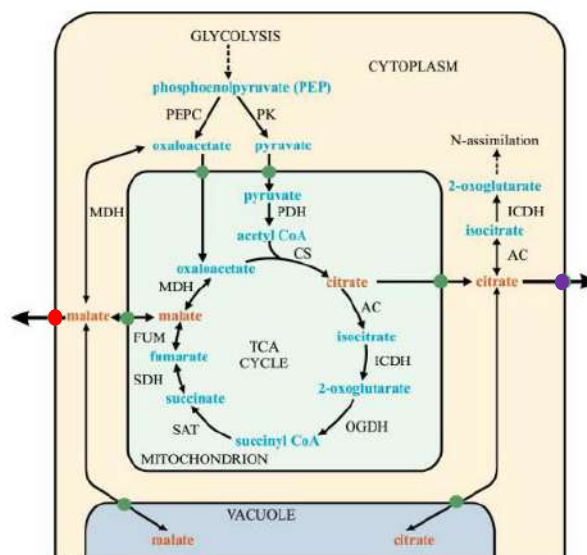 GLYCOLYSIS
CYTOPLASM
phosphoenolpyruvate (PEP)
PEPC
PK
oxaloacetate
pyravate
N-assimilation
2-oxoglutarate
ICDH
isocitrate
AC
MDH
pyruvate
PDH
acetyl CoA
CS
oxaloacetate
citrate
citrate
MDH
AC
malate
malate
FUM
isocitrate
fumarate
TCA
CYCLE
ICDH
SDH
2-oxoglutarate
succinate
OGDH
SAT
succinyl CoA
MITOCHONDRION
VACUOLE
malate
citrate